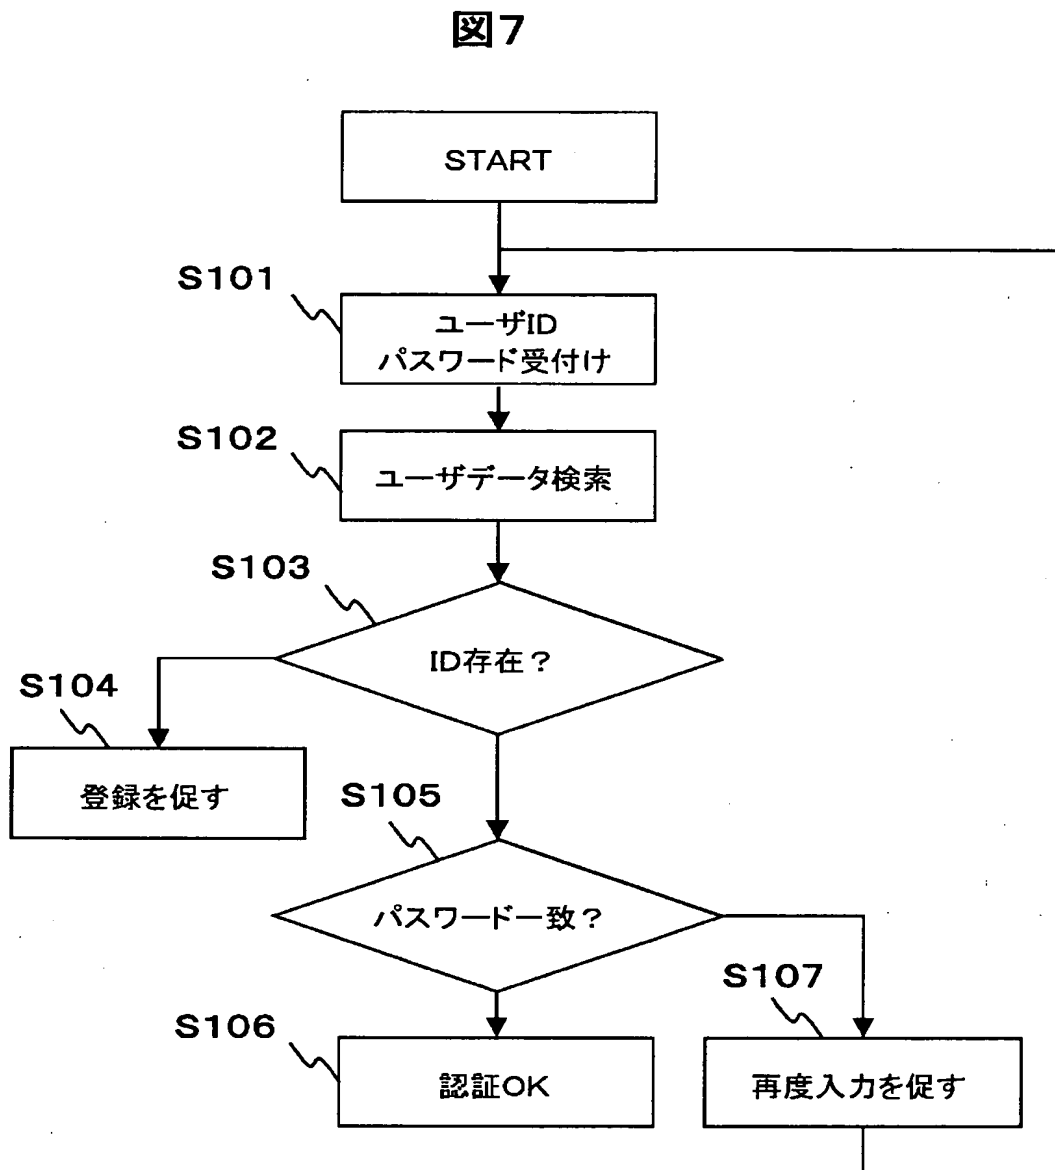 図7
START
S101
ユーザID
パスワード受付け
S102
ユーザデータ検索
S103
ID存在？
S104
登録を促す
S105
パスワード一致？
S106
認証OK
S107
再度入力を促す